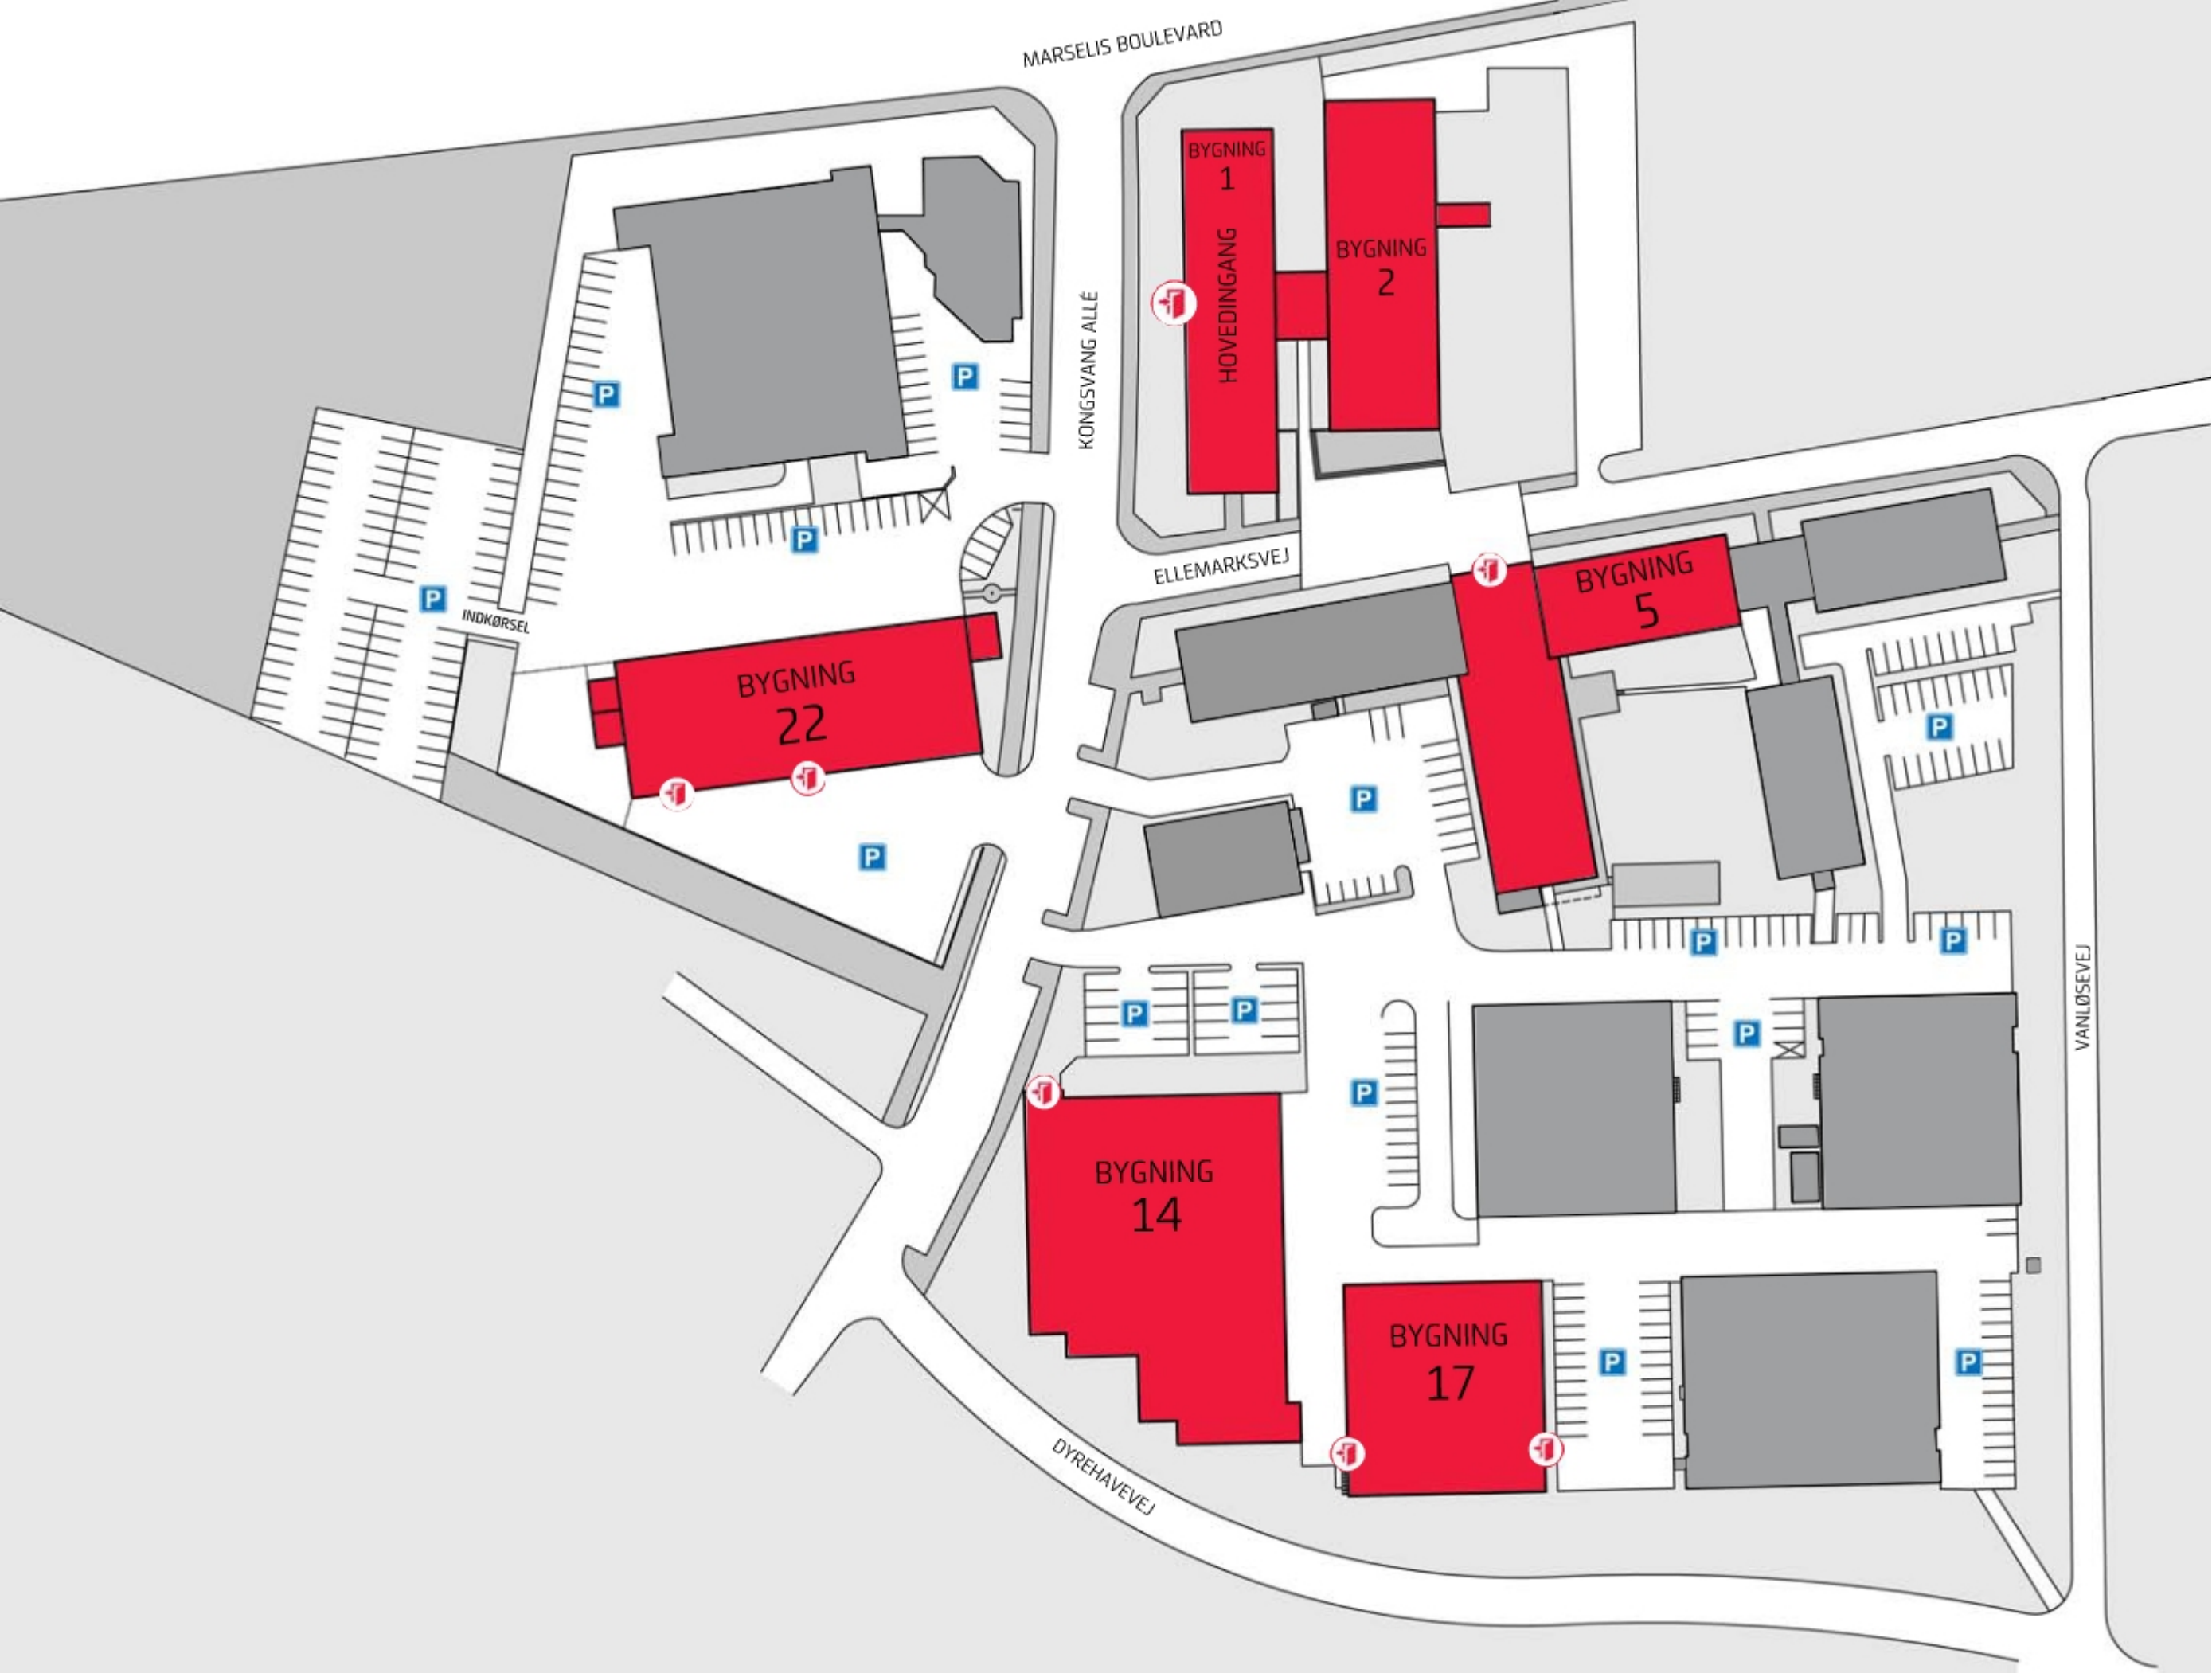 MARSELIS BOULEVARD
BYGNING
1
HOVEDINGANG
BYGNING
2
KONGSVANG ALLÉ
P
P
P
P
INDKØRSEL
ELLEMARKSVEJ
BYGNING
5
BYGNING
22
P
P
P
P
P
VANLØSEVEJ
P
P
P
P
BYGNING
14
BYGNING
17
P
P
DYREHAVEVEJ